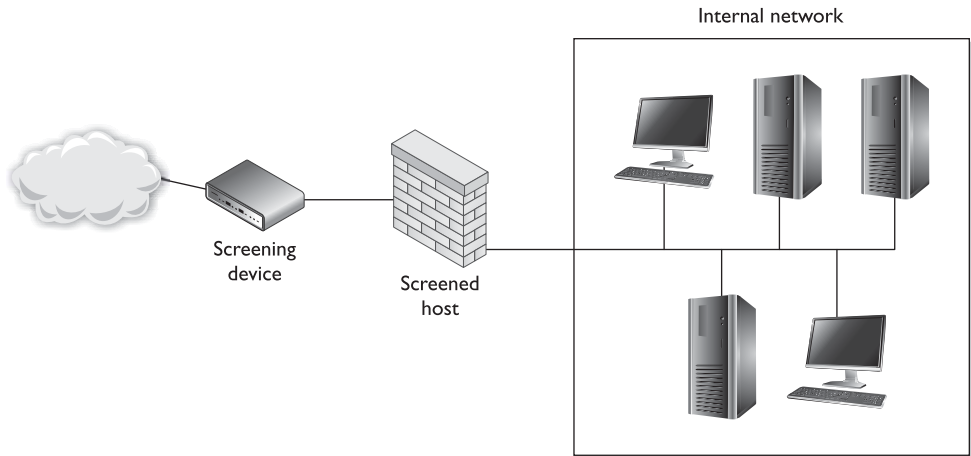 Internal network
Screening
device
Screened
host